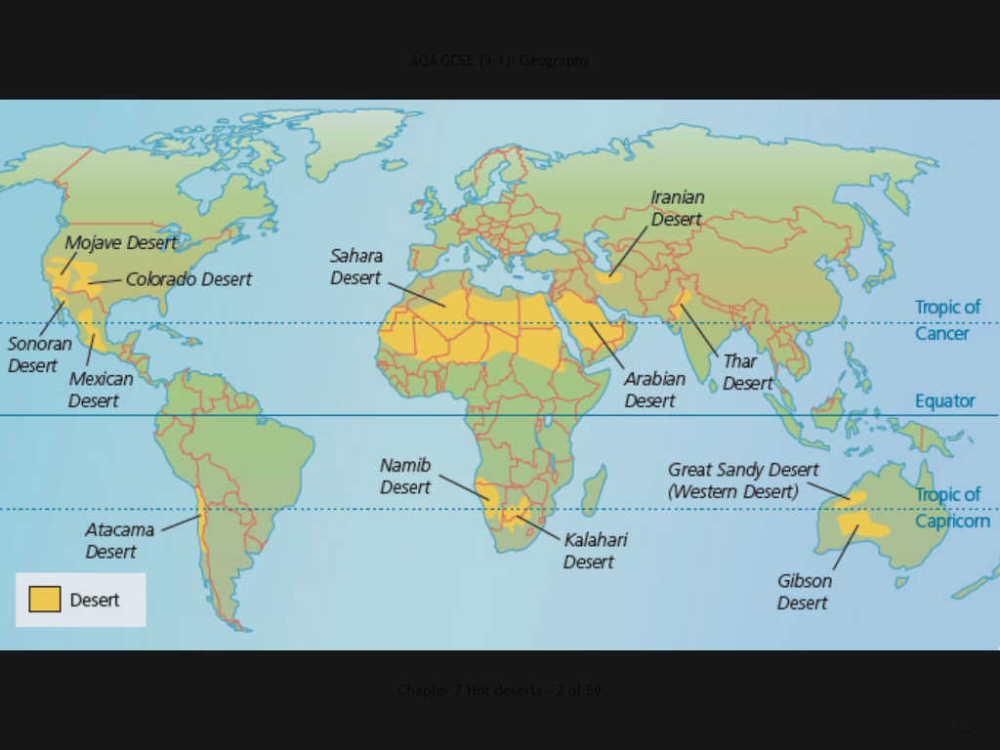 AQA GCSE (9-1): Geography
Iranian
Desert
Mojave Desert
Sahara
Desert
Colorado Desert
Tropic of
Cancer
Sonoran
Desert
Mexican
Desert
Arabian
Desert
Thar
Desert
Equator
Namib
Desert
Great Sandy Desert
(Western Desert)
Tropic of
Capricorn
Atacama
Desert
Kalahari
Desert
Gibson
Desert
Desert
Chapter 7 Hot deserts - 2 of 59